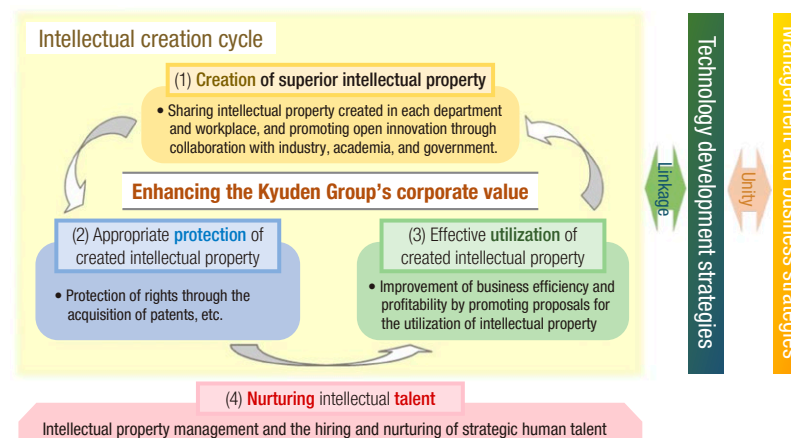 Intellectual creation cycle
(1) Creation of superior intellectual property
• Sharing intellectual property created in each department
and workplace, and promoting open innovation through
collaboration with industry, academia, and government.
Enhancing the Kyuden Group's corporate value
(2) Appropriate protection of
created intellectual property
• Protection of rights through the
acquisition of patents, etc.
(3) Effective utilization of
created intellectual property
• Improvement of business efficiency and
profitability by promoting proposals for
the utilization of intellectual property
(4) Nurturing intellectual talent
Intellectual property management and the hiring and nurturing of strategic human talent
Linkage
Technology development strategies
Unity
Management and business strategies